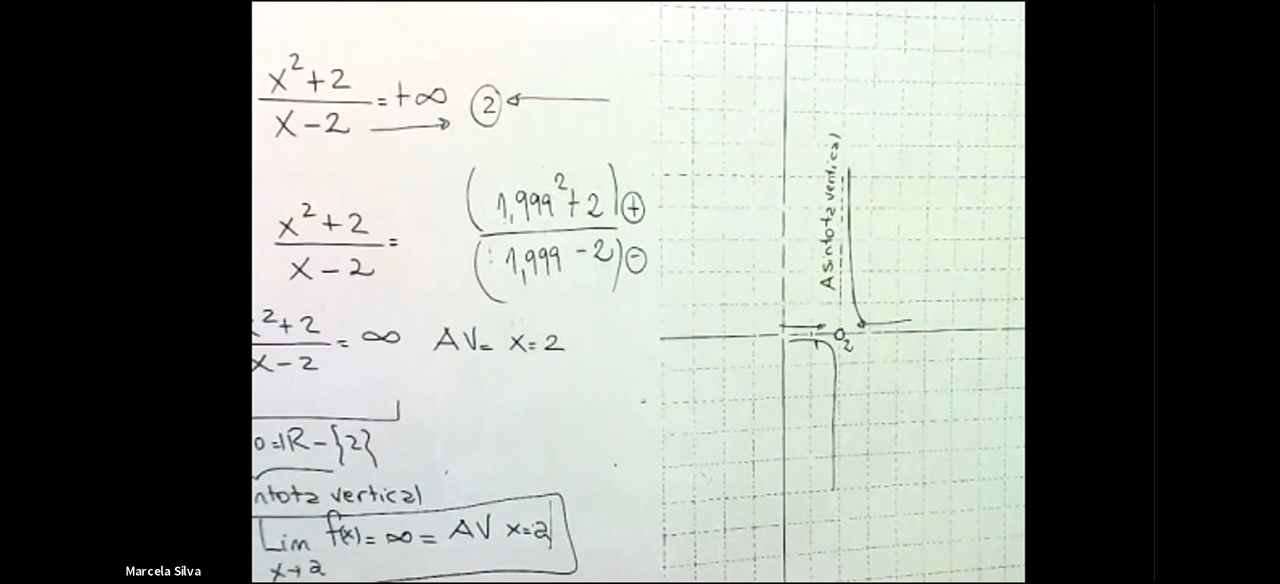 x²+2
x-2
= +∞
2
x²+2
x-2
=
(1,999²+2) +
(1,999 -2) -
²+2
x-2
= ∞ AV= x=2
o=IR-{2}
ntota vertical
Lim f(x)= ∞ = AV x=2
x→2
Asintota vertical
2
Marcela Silva